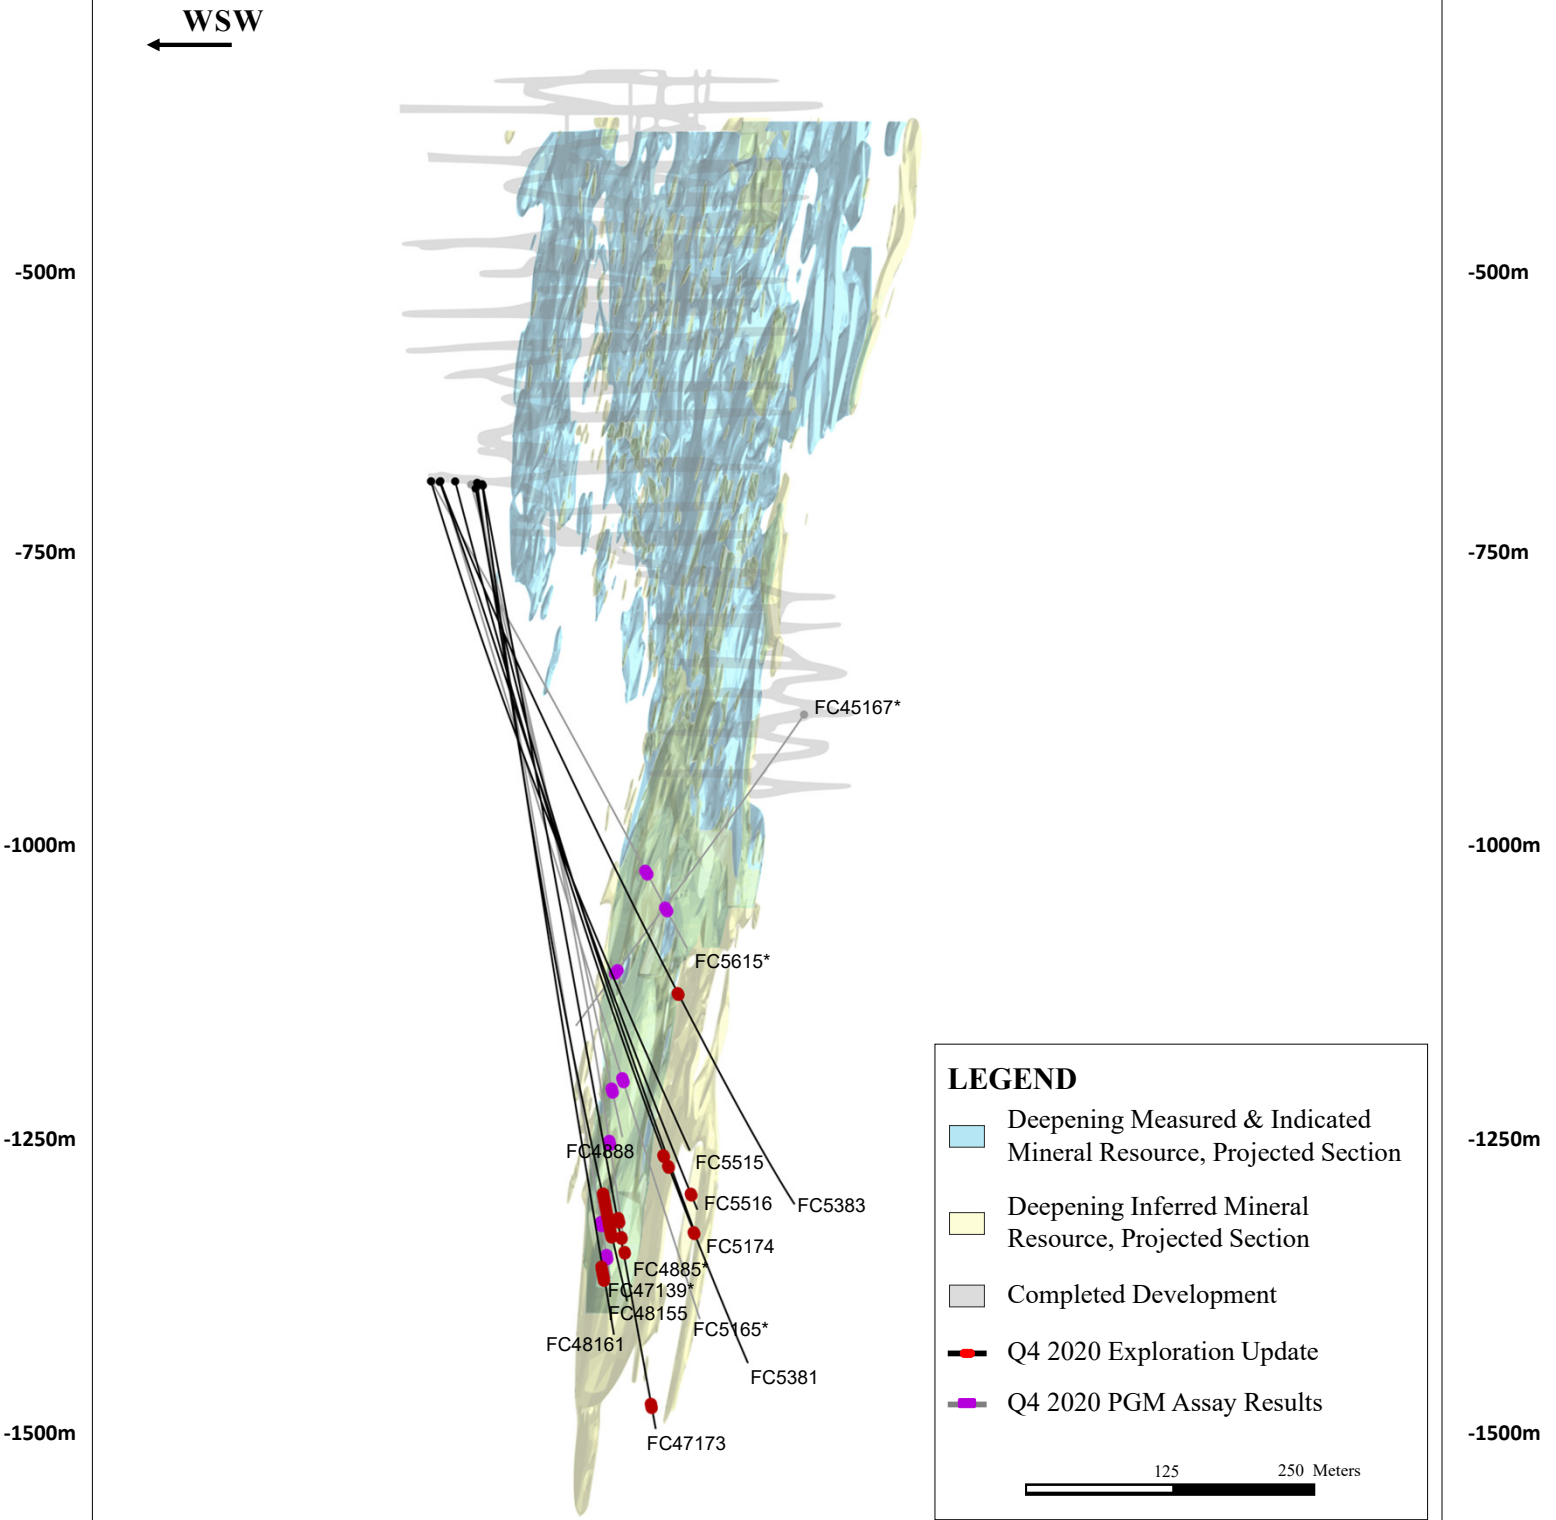 WSW
-500m
-500m
-750m
-750m
FC45167*
-1000m
-1000m
FC5615*
-1250m
-1250m
FC4888
FC5515
FC5516
FC5383
FC5174
FC4885*
FC47139*
FC48155
FC5165*
FC48161
FC5381
FC47173
-1500m
-1500m
LEGEND
Deepening Measured & Indicated
Mineral Resource, Projected Section
Deepening Inferred Mineral
Resource, Projected Section
Completed Development
Q4 2020 Exploration Update
Q4 2020 PGM Assay Results
125 250 Meters